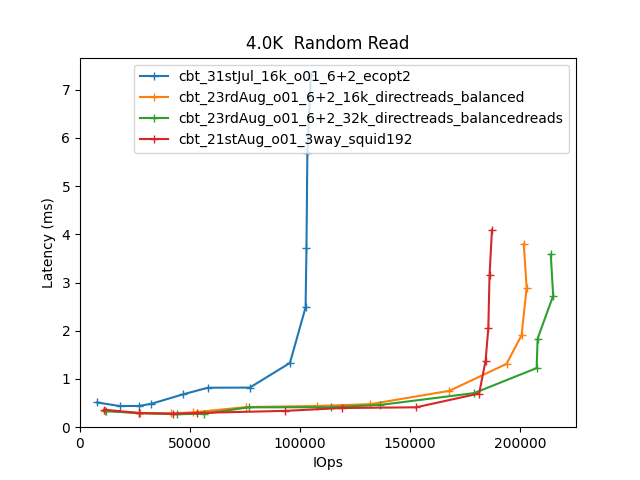 4.0K  Random Read
cbt_31stJul_16k_o01_6+2_ecopt2
cbt_23rdAug_o01_6+2_16k_directreads_balanced
cbt_23rdAug_o01_6+2_32k_directreads_balancedreads
cbt_21stAug_o01_3way_squid192
Latency (ms)
7
6
5
4
3
2
1
0
0 50000 100000 150000 200000
IOps